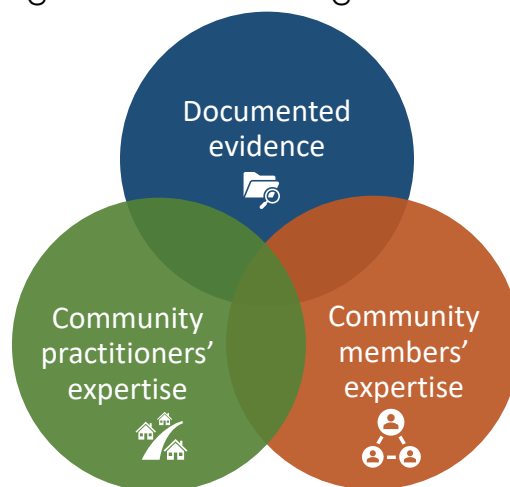 Documented
evidence
Community
practitioners’
expertise
Community
members’
expertise